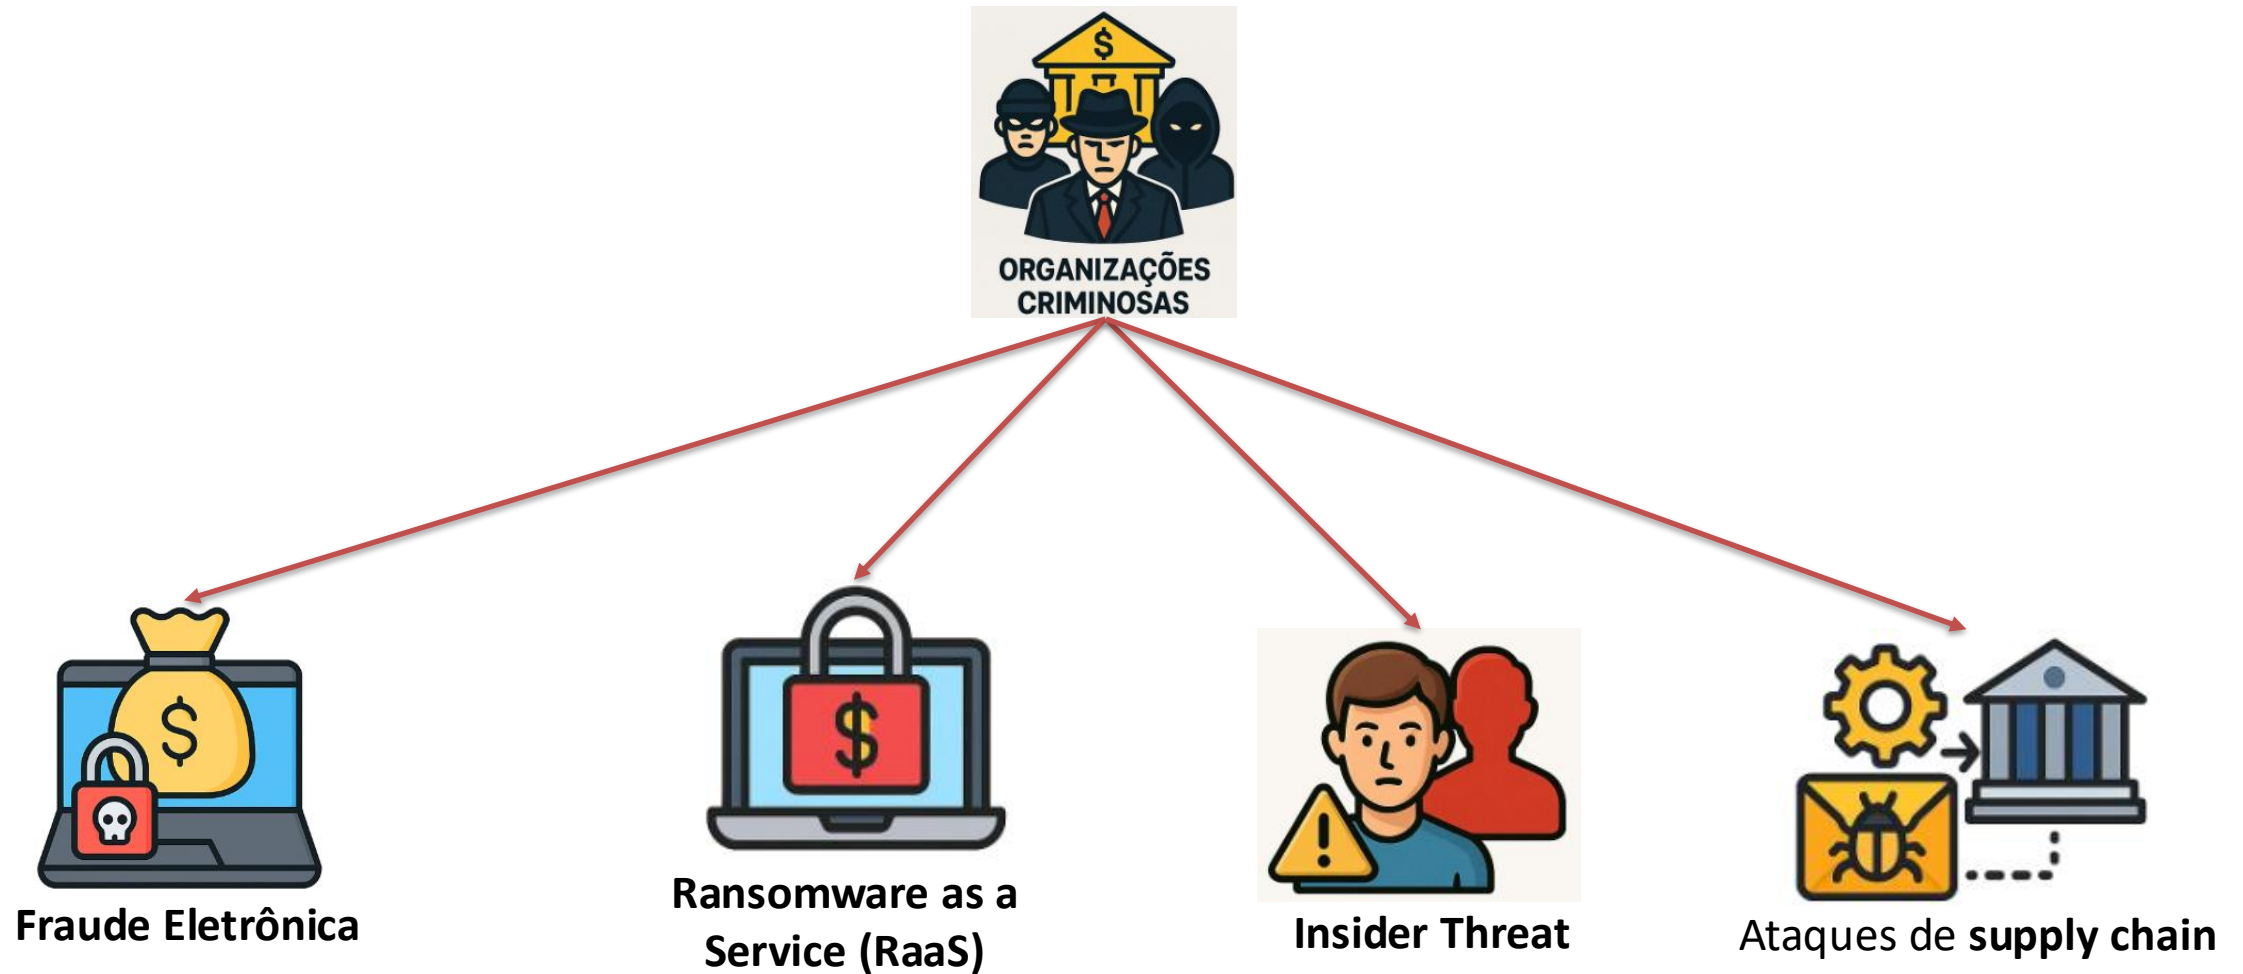 ORGANIZAÇÕES
CRIMINOSAS
Fraude Eletrônica
Ransomware as a
Service (RaaS)
Insider Threat
Ataques de supply chain